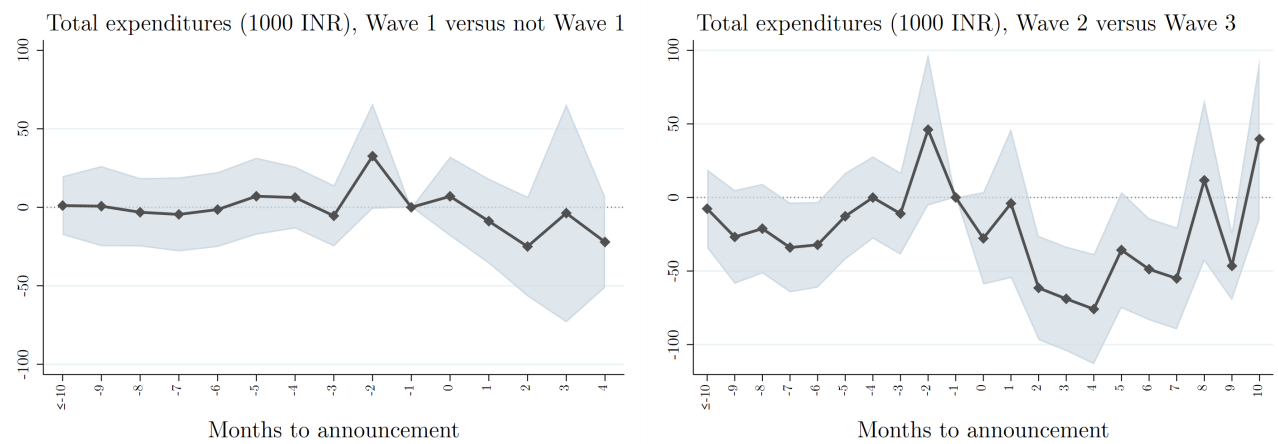 Total expenditures (1000 INR), Wave 1 versus not Wave 1
100
50
0
-50
-100
≤-10 -9 -8 -7 -6 -5 -4 -3 -2 -1 0 1 2 3 4
Months to announcement
Total expenditures (1000 INR), Wave 2 versus Wave 3
100
50
0
-50
-100
≤-10 -9 -8 -7 -6 -5 -4 -3 -2 -1 0 1 2 3 4 5 6 7 8 9 10
Months to announcement